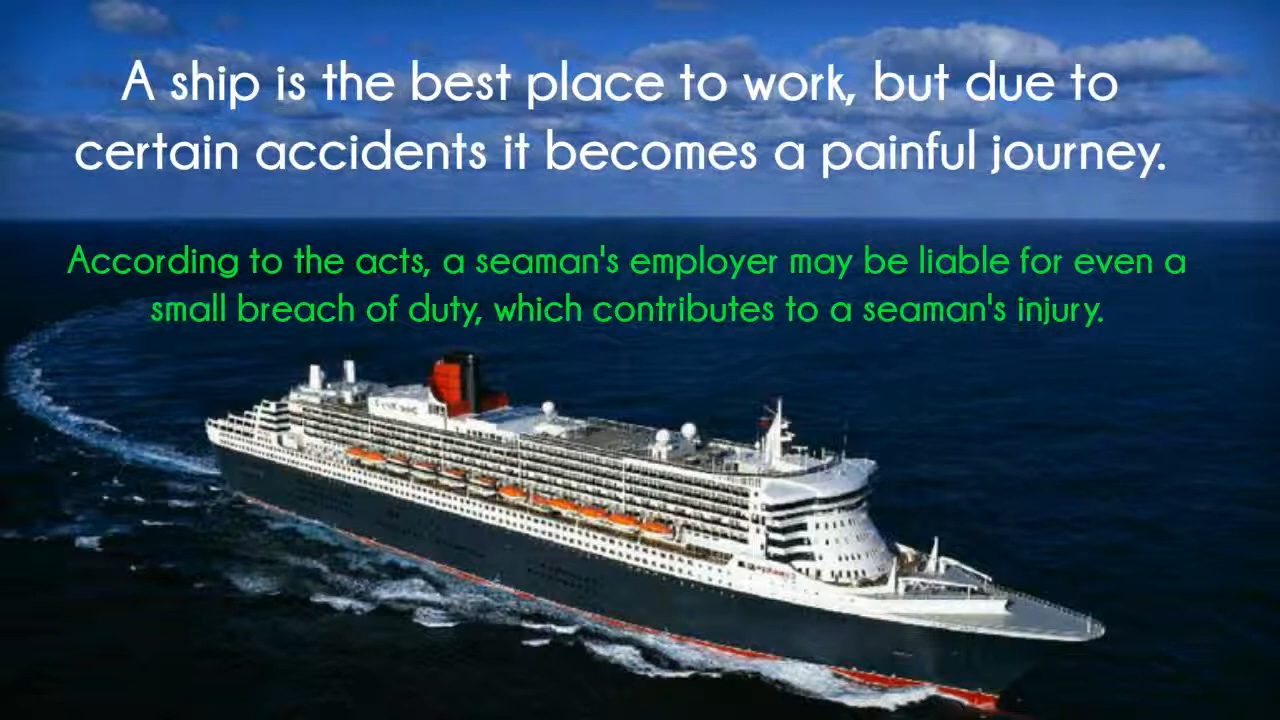 A ship is the best place to work, but due to
certain accidents it becomes a painful journey.
According to the acts, a seaman's employer may be liable for even a
small breach of duty, which contributes to a seaman's injury.